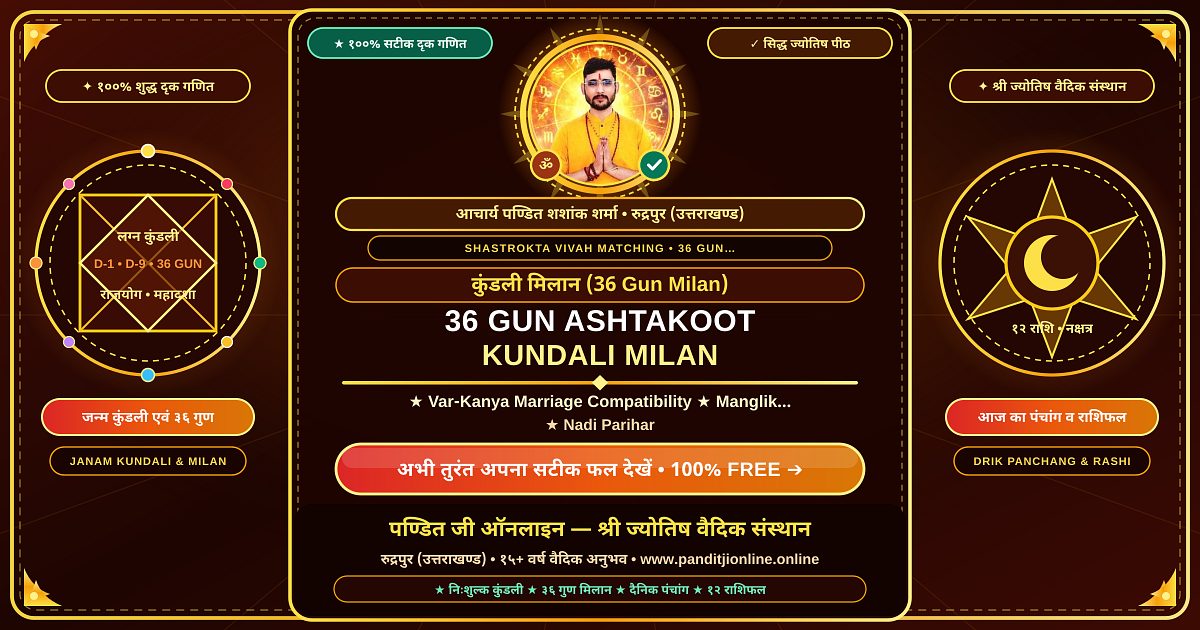 ✦ १००% शुद्ध दृक गणित
लग्न कुंडली
D-1 • D-9 • 36 GUN
राजयोग • महादशा
जन्म कुंडली एवं ३६ गुण
JANAM KUNDALI & MILAN
★ १००% सटीक दृक गणित
✓ सिद्ध ज्योतिष पीठ
ॐ
आचार्य पण्डित शशांक शर्मा • रुद्रपुर (उत्तराखण्ड)
SHASTROKTA VIVAH MATCHING • 36 GUN...
कुंडली मिलान (36 Gun Milan)
36 GUN ASHTAKOOT
KUNDALI MILAN
★ Var-Kanya Marriage Compatibility ★ Manglik...
★ Nadi Parihar
अभी तुरंत अपना सटीक फल देखें • 100% FREE ➔
पण्डित जी ऑनलाइन — श्री ज्योतिष वैदिक संस्थान
रुद्रपुर (उत्तराखण्ड) • १५+ वर्ष वैदिक अनुभव • www.panditjionline.online
★ निःशुल्क कुंडली ★ ३६ गुण मिलान ★ दैनिक पंचांग ★ १२ राशिफल
✦ श्री ज्योतिष वैदिक संस्थान
१२ राशि • नक्षत्र
आज का पंचांग व राशिफल
DRIK PANCHANG & RASHI